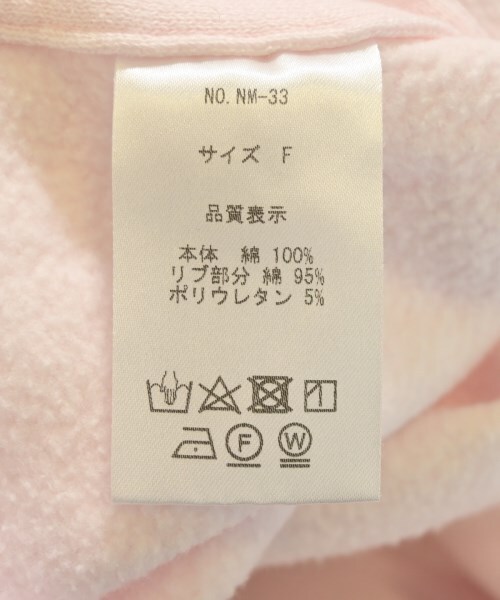 NO. NM-33
サイズ F
品質表示
本体 綿 100%
リブ部分 綿 95%
ポリウレタン 5%
F W